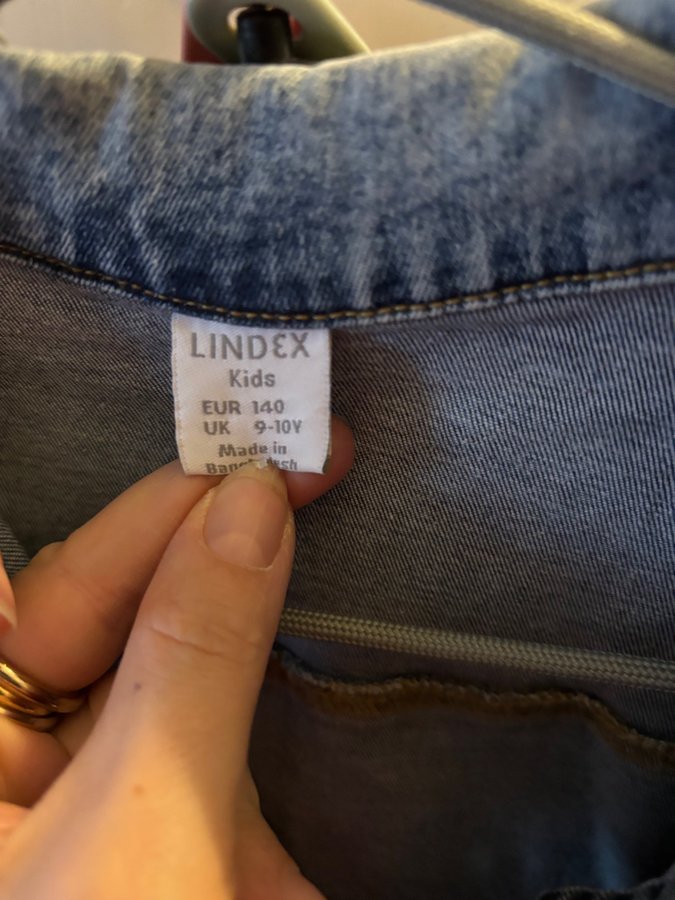 LINDEX
Kids
EUR 140
UK 9-10Y
Made in